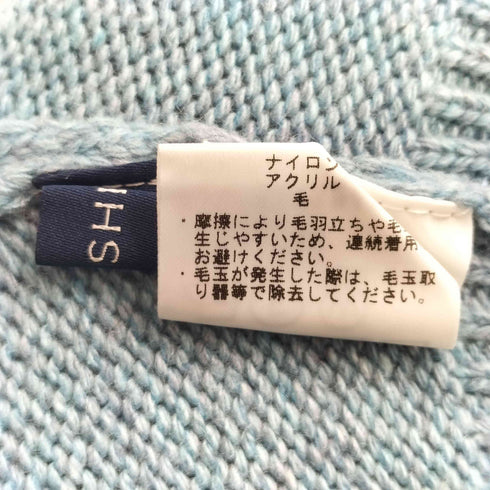 SHI
ナイロン
アクリル
毛
・摩擦により毛羽立ちや毛
生じやすいため、連続着用
お避けください。
・毛玉が発生した際は、毛玉取
り器等で除去してください。